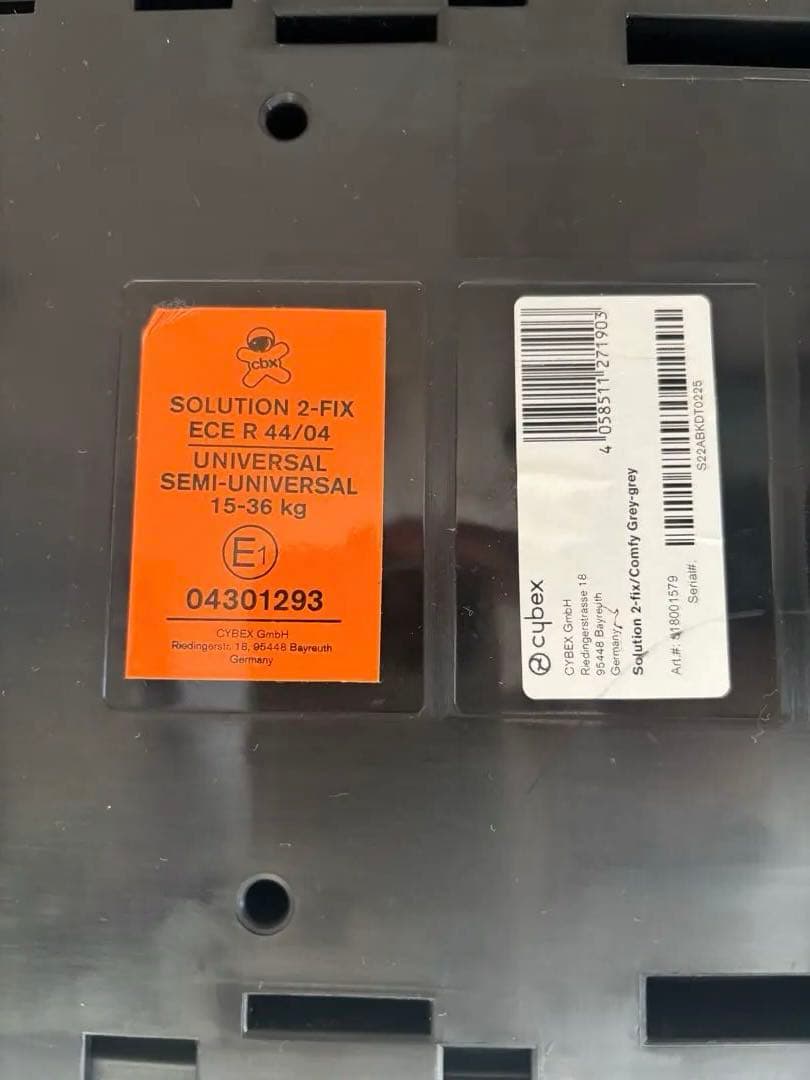 cbx
SOLUTION 2-FIX
ECE R 44/04
UNIVERSAL
SEMI-UNIVERSAL
15-36 kg
E1
04301293
CYBEX GmbH
Riedingerstr. 18, 95448 Bayreuth
Germany
4 058511 271903
cybex
CYBEX GmbH
Riedingerstrasse 18
95448 Bayreuth
Germany
Solution 2-fix/Comfy Grey-grey
Art.#: 518001579
Serial#:
S22ABKDT0225